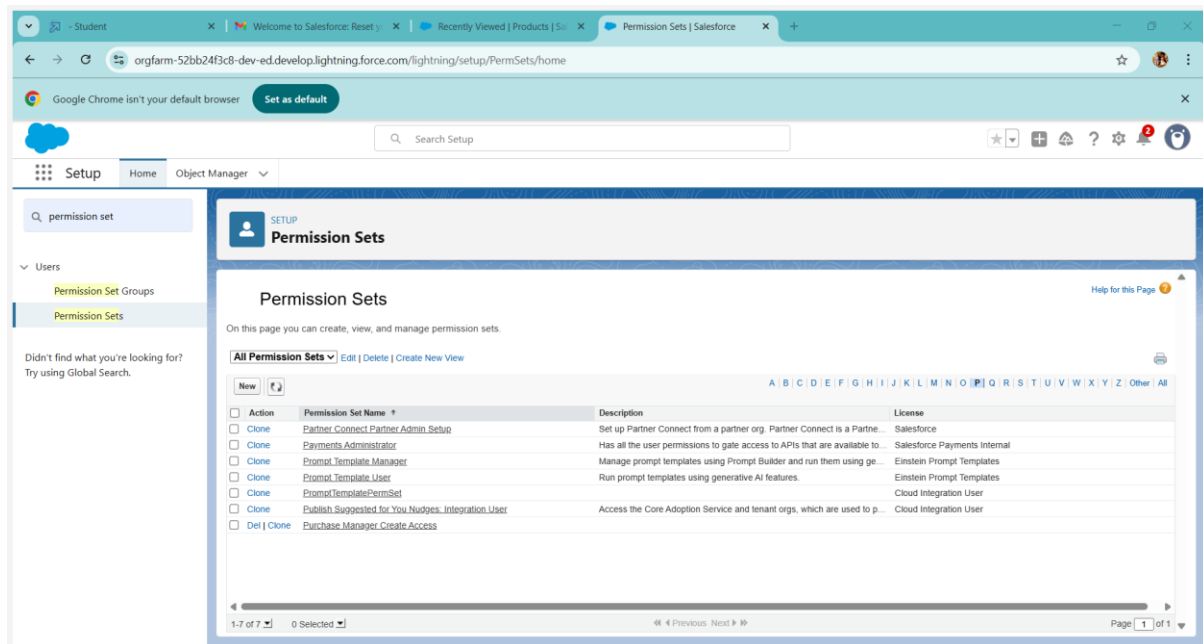 - Student
Welcome to Salesforce: Reset y
Recently Viewed | Products | Sa
Permission Sets | Salesforce
orgfarm-52bb24f3c8-dev-ed.develop.lightning.force.com/lightning/setup/PermSets/home
Google Chrome isn't your default browser Set as default
Search Setup
2
Setup Home Object Manager
permission set
SETUP
Permission Sets
Users
Permission Set Groups
Permission Sets
Didn't find what you're looking for?
Try using Global Search.
Permission Sets
Help for this Page
On this page you can create, view, and manage permission sets.
All Permission Sets Edit | Delete | Create New View
New A | B | C | D | E | F | G | H | I | J | K | L | M | N | O | P | Q | R | S | T | U | V | W | X | Y | Z | Other | All
Action Permission Set Name ↑ Description License
Clone Partner Connect Partner Admin Setup Set up Partner Connect from a partner org. Partner Connect is a Partne... Salesforce
Clone Payments Administrator Has all the user permissions to gate access to APIs that are available to... Salesforce Payments Internal
Clone Prompt Template Manager Manage prompt templates using Prompt Builder and run them using ge... Einstein Prompt Templates
Clone Prompt Template User Run prompt templates using generative AI features. Einstein Prompt Templates
Clone PromptTemplatePermSet Cloud Integration User
Clone Publish Suggested for You Nudges: Integration User Access the Core Adoption Service and tenant orgs, which are used to p... Cloud Integration User
Del | Clone Purchase Manager Create Access
1-7 of 7 0 Selected Previous Next Page 1 of 1